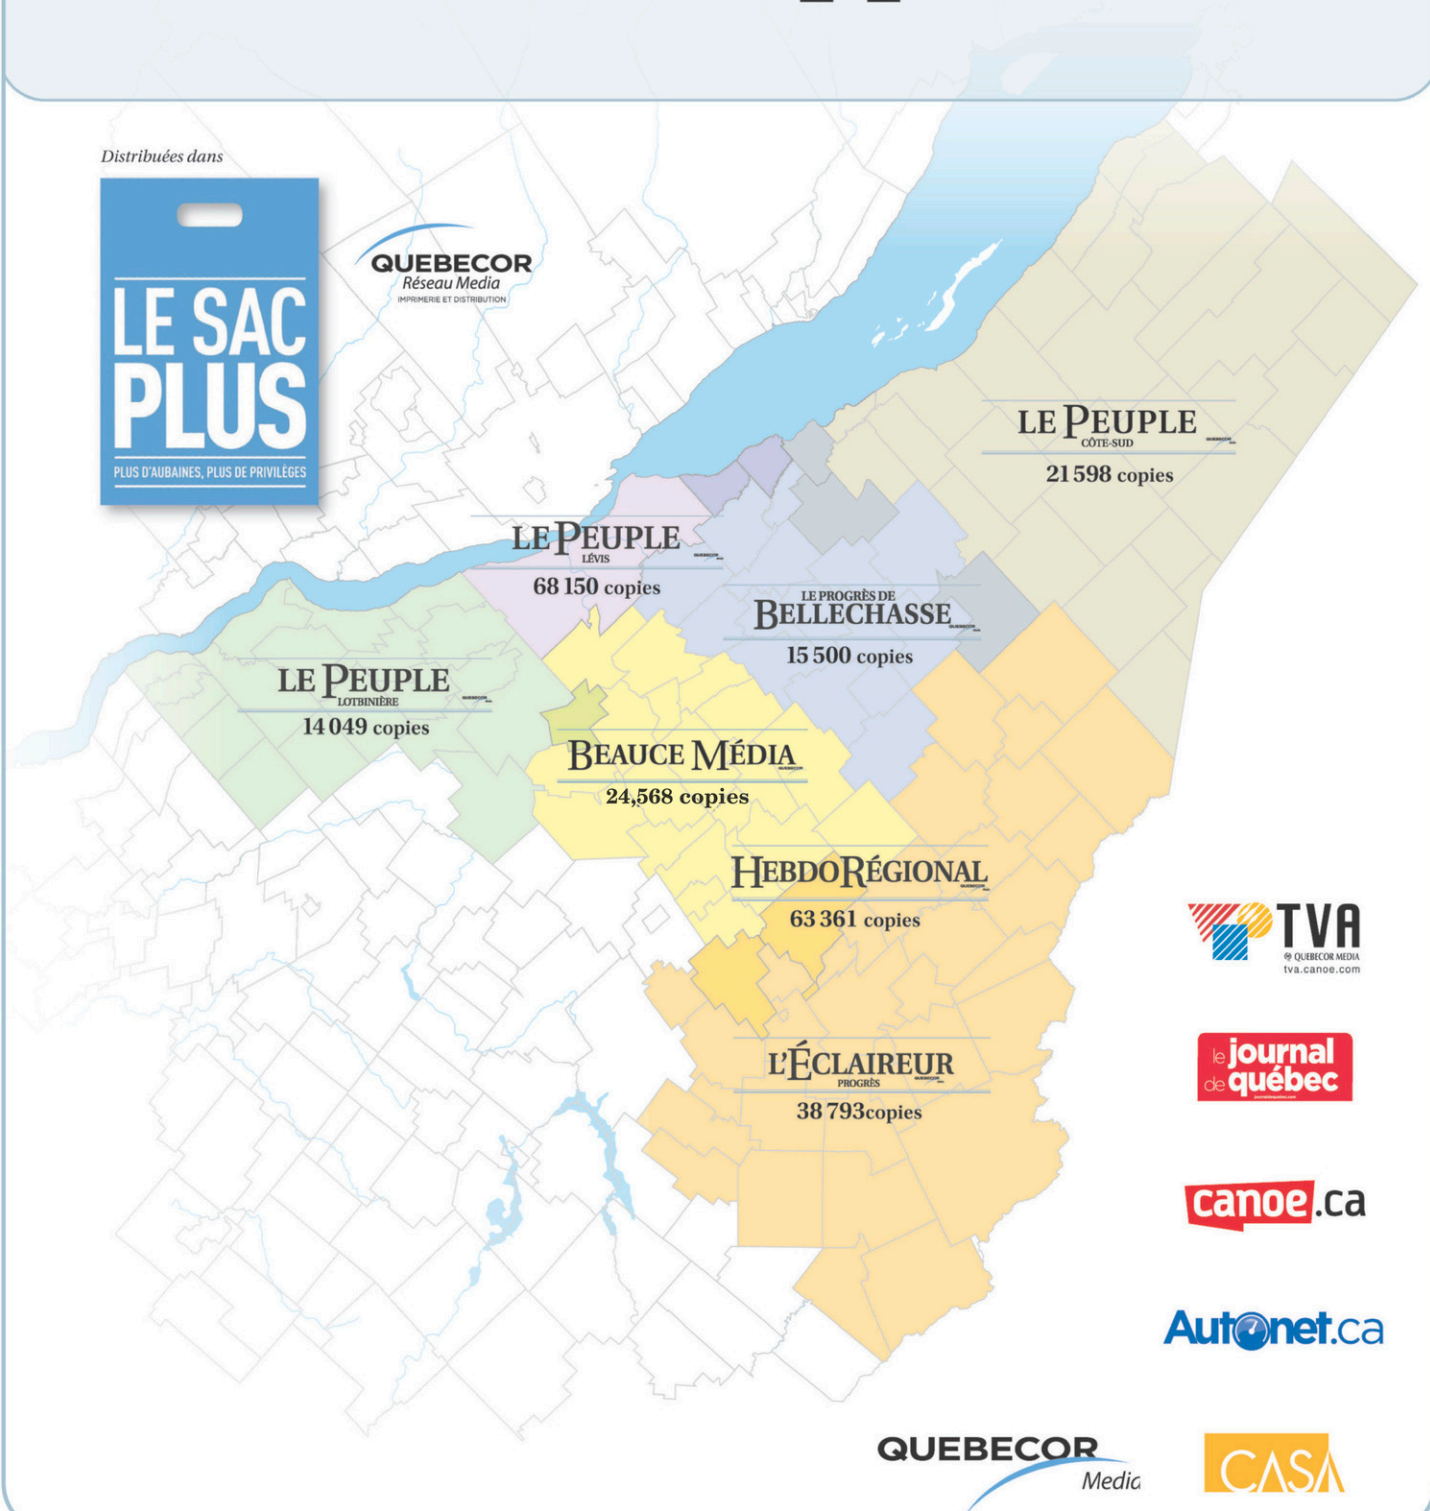 Distribuées dans
LE SAC
PLUS
PLUS D'AUBAINES, PLUS DE PRIVILÈGES
QUEBECOR
Réseau Media
IMPRIMERIE ET DISTRIBUTION
LE PEUPLE
CÔTE-SUD
21 598 copies
LE PEUPLE
LÉVIS
68 150 copies
LE PROGRÈS DE
BELLECHASSE
15 500 copies
LE PEUPLE
LOTBINIÈRE
14 049 copies
BEAUCE MÉDIA
24,568 copies
HEBDO RÉGIONAL
63 361 copies
L'ÉCLAIREUR
PROGRÈS
38 793copies
TVA
QUEBECOR MEDIA
tva.canoe.com
le journal
de québec
canoe.ca
Autonet.ca
QUEBECOR
Media
CASA